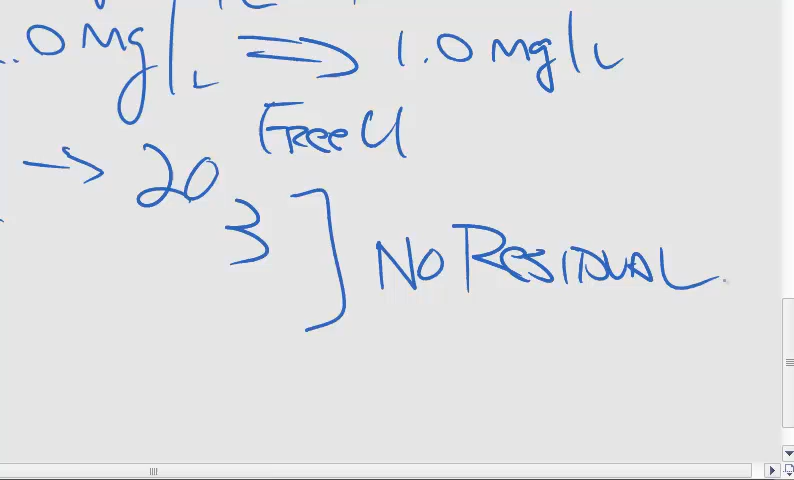 .0 mg/L ⇒ 1.0 mg/L
Free Cl
→ 20
3 ] No Residual